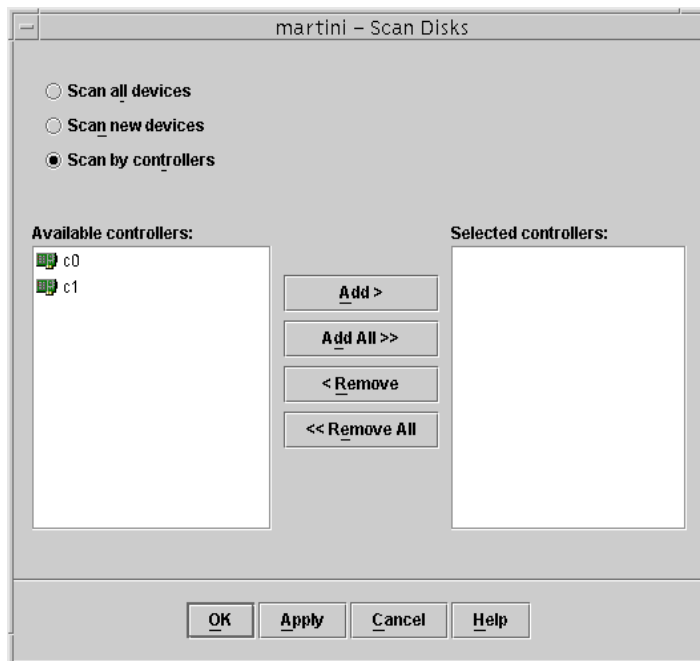 martini – Scan Disks
Scan all devices
Scan new devices
Scan by controllers
Available controllers:
Selected controllers:
c0
c1
Add >
Add All >>
< Remove
<< Remove All
OK
Apply
Cancel
Help